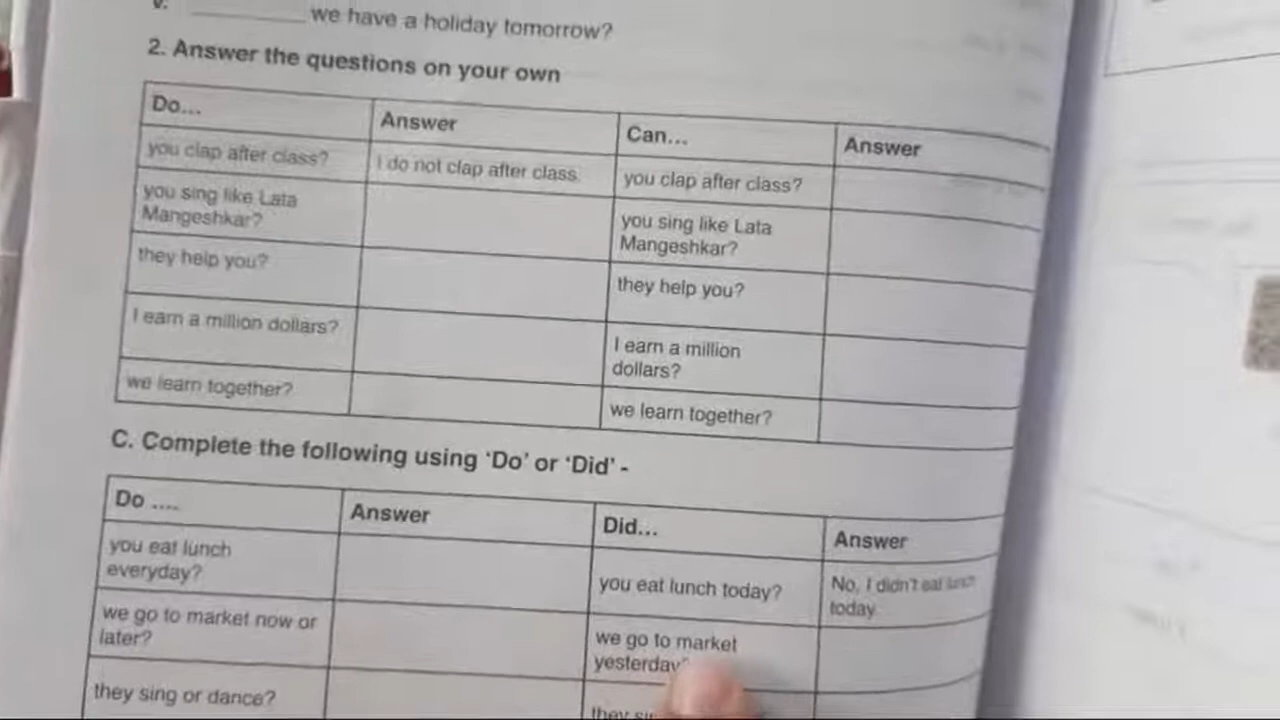 v. ________ we have a holiday tomorrow?
2. Answer the questions on your own
Do... Answer Can... Answer
you clap after class? I do not clap after class. you clap after class?
you sing like Lata
Mangeshkar?
you sing like Lata
Mangeshkar?
they help you? they help you?
I earn a million dollars?
I earn a million
dollars?
we learn together? we learn together?
C. Complete the following using ‘Do’ or ‘Did’ -
Do .... Answer Did... Answer
you eat lunch
everyday?
you eat lunch today?
No, I didn't eat lunch
today.
we go to market now or
later?
we go to market
yesterday
they sing or dance? they